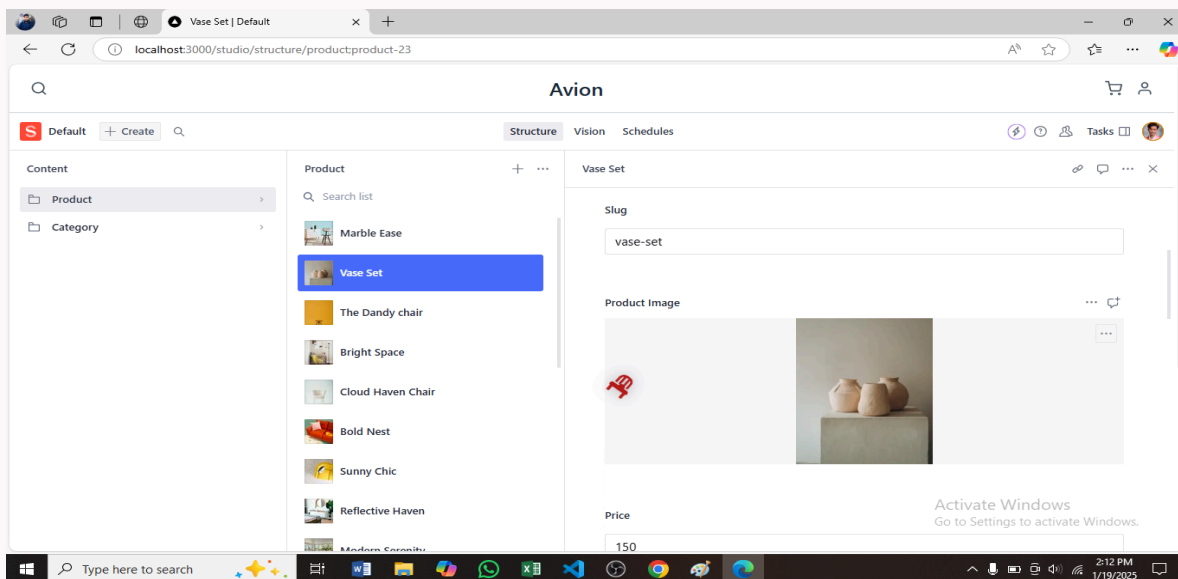 Vase Set | Default
localhost:3000/studio/structure/product;product-23
Avion
S Default + Create Structure Vision Schedules Tasks
Content
Product
Category
Product
Search list
Marble Ease
Vase Set
The Dandy chair
Bright Space
Cloud Haven Chair
Bold Nest
Sunny Chic
Reflective Haven
Modern Serenity
Vase Set
Slug
vase-set
Product Image
Price
150
Activate Windows
Go to Settings to activate Windows.
Type here to search
2:12 PM
1/19/2025